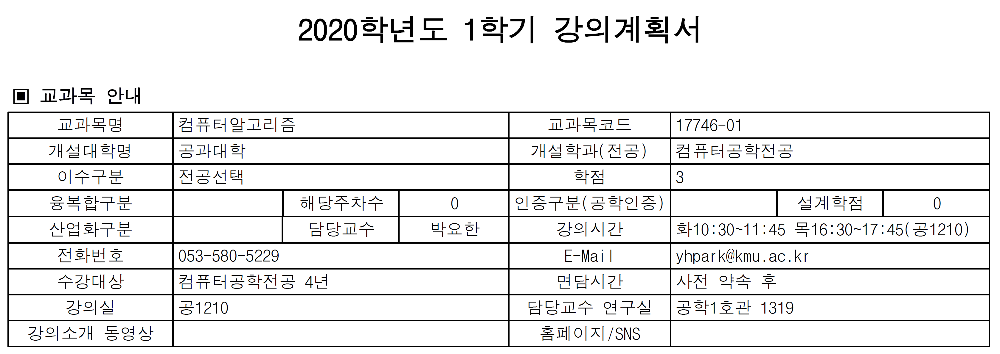 2020학년도 1학기 강의계획서
▣ 교과목 안내
교과목명 컴퓨터알고리즘 교과목코드 17746-01
개설대학명 공과대학 개설학과(전공) 컴퓨터공학전공
이수구분 전공선택 학점 3
융복합구분 해당주차수 0 인증구분(공학인증) 설계학점 0
산업화구분 담당교수 박요한 강의시간 화10:30~11:45 목16:30~17:45(공1210)
전화번호 053-580-5229 E-Mail yhpark@kmu.ac.kr
수강대상 컴퓨터공학전공 4년 면담시간 사전 약속 후
강의실 공1210 담당교수 연구실 공학1호관 1319
강의소개 동영상 홈페이지/SNS